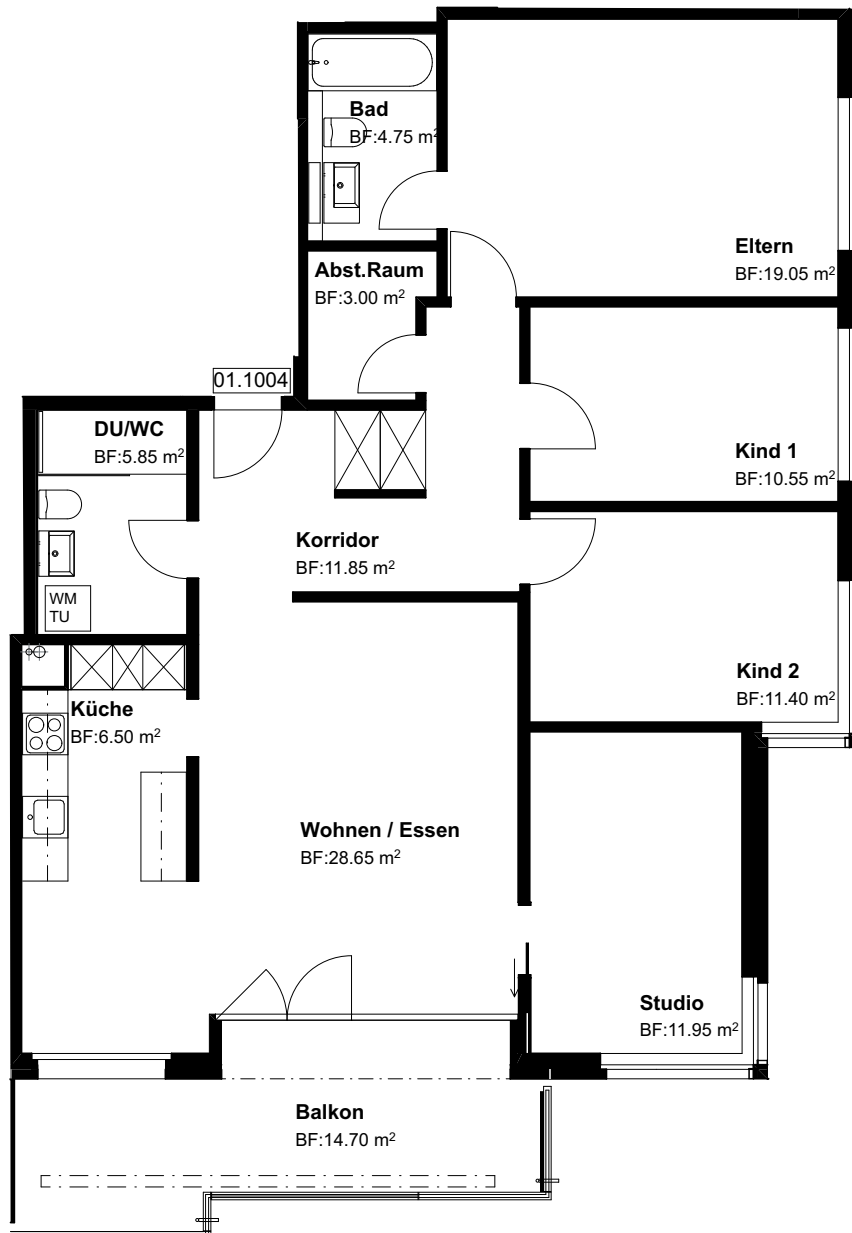 Bad
BF:4.75 m²
Eltern
BF:19.05 m²
Abst.Raum
BF:3.00 m²
01.1004
DU/WC
BF:5.85 m²
Kind 1
BF:10.55 m²
Korridor
BF:11.85 m²
WM
TU
Kind 2
BF:11.40 m²
Küche
BF:6.50 m²
Wohnen / Essen
BF:28.65 m²
Studio
BF:11.95 m²
Balkon
BF:14.70 m²